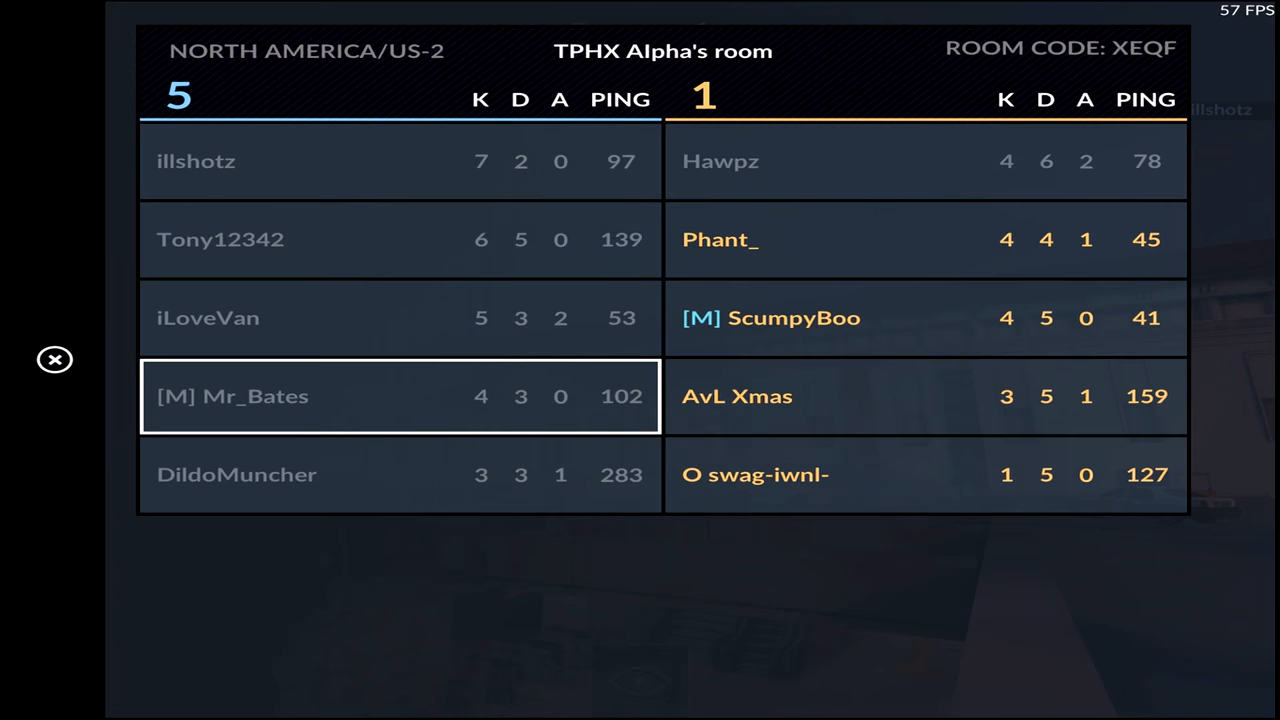 57 FPS
NORTH AMERICA/US-2 TPHX Alpha's room ROOM CODE: XEQF
5 K D A PING 1 K D A PING
illshotz
illshotz 7 2 0 97 Hawpz 4 6 2 78
Tony12342 6 5 0 139 Phant_ 4 4 1 45
iLoveVan 5 3 2 53 [M] ScumpyBoo 4 5 0 41
[M] Mr_Bates 4 3 0 102 AvL Xmas 3 5 1 159
DildoMuncher 3 3 1 283 O swag-iwnl- 1 5 0 127